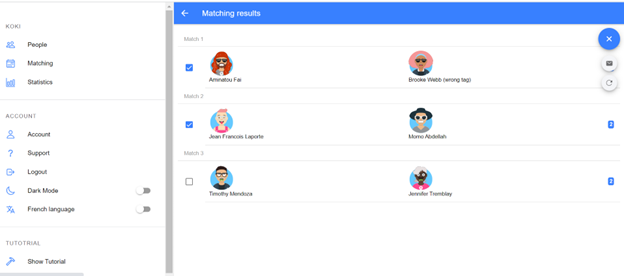 KOKI
People
Matching
Statistics
ACCOUNT
Account
? Support
Logout
Dark Mode
French language
TUTOTRIAL
Show Tutorial
Matching results
Match 1
Aminatou Fai
Brooke Webb (wrong tag)
Match 2
Jean Francois Laporte
Momo Abdellah
2
Match 3
Timothy Mendoza
Jennifer Tremblay
2